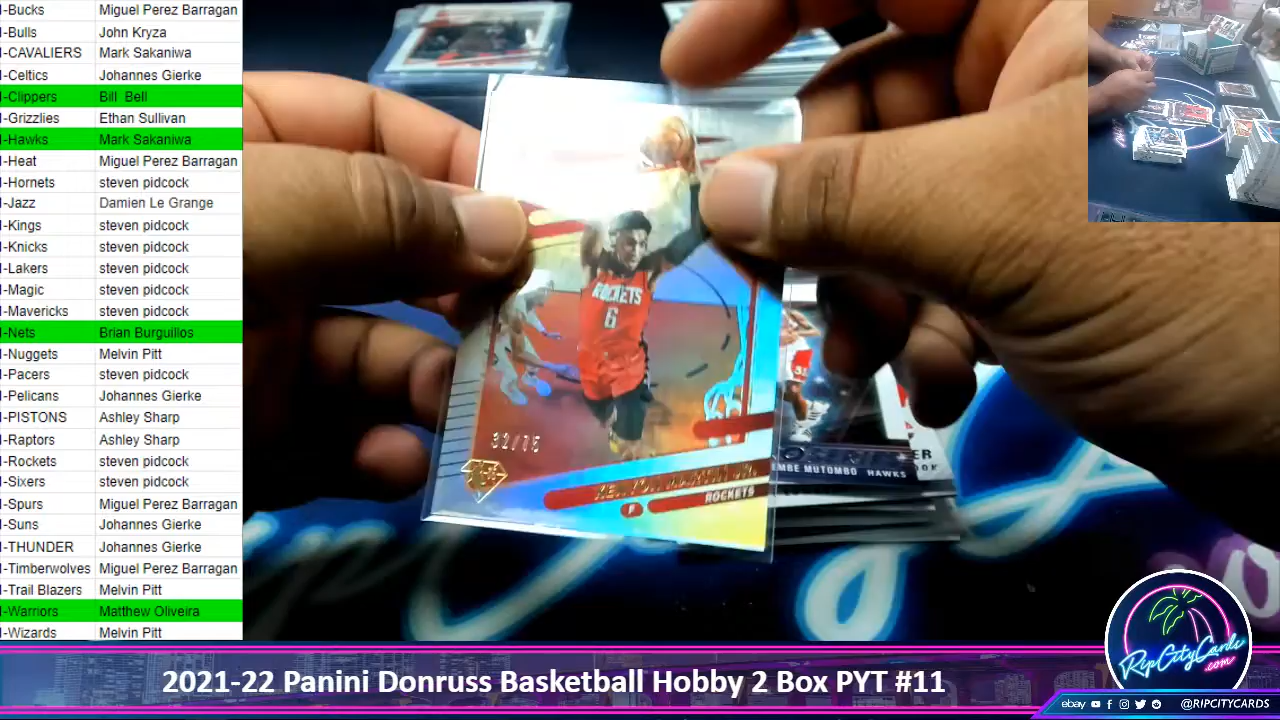 I-Bucks Miguel Perez Barragan
I-Bulls John Kryza
I-CAVALIERS Mark Sakaniwa
I-Celtics Johannes Gierke
I-Clippers Bill Bell
I-Grizzlies Ethan Sullivan
I-Hawks Mark Sakaniwa
I-Heat Miguel Perez Barragan
I-Hornets steven pidcock
I-Jazz Damien Le Grange
I-Kings steven pidcock
I-Knicks steven pidcock
I-Lakers steven pidcock
I-Magic steven pidcock
I-Mavericks steven pidcock
I-Nets Brian Burguillos
I-Nuggets Melvin Pitt
I-Pacers steven pidcock
I-Pelicans Johannes Gierke
I-PISTONS Ashley Sharp
I-Raptors Ashley Sharp
I-Rockets steven pidcock
I-Sixers steven pidcock
I-Spurs Miguel Perez Barragan
I-Suns Johannes Gierke
I-THUNDER Johannes Gierke
I-Timberwolves Miguel Perez Barragan
I-Trail Blazers Melvin Pitt
I-Warriors Matthew Oliveira
I-Wizards Melvin Pitt
ROCKETS
6
32/75
KENYON MARTIN JR.
F ROCKETS
MBE MUTOMBO HAWKS
RipCityCards
.com
2021-22 Panini Donruss Basketball Hobby 2 Box PYT #11
ebay @RIPCITYCARDS